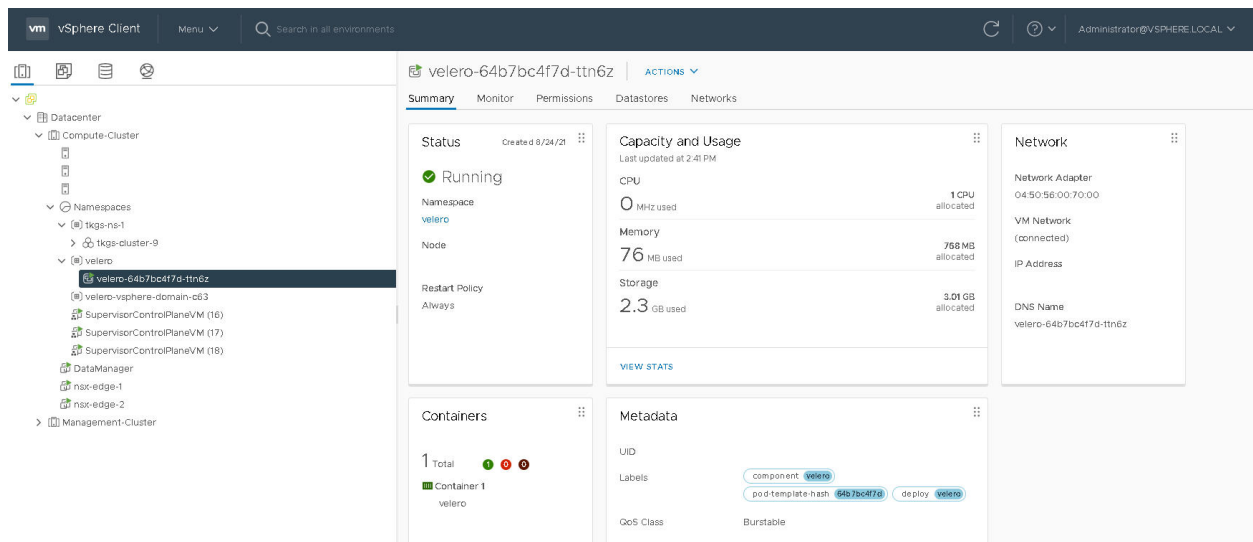 vm vSphere Client Menu Search in all environments Administrator@VSPHERE.LOCAL
Datacenter
Compute-Cluster
Namespaces
tkgs-ns-1
tkgs-cluster-9
velero
velero-64b7bc4f7d-ttn6z
velero-vsphere-domain-c63
SupervisorControlPlaneVM (16)
SupervisorControlPlaneVM (17)
SupervisorControlPlaneVM (18)
DataManager
nsx-edge-1
nsx-edge-2
Management-Cluster
velero-64b7bc4f7d-ttn6z ACTIONS
Summary Monitor Permissions Datastores Networks
Status Created 8/24/21
Running
Namespace
velero
Node
Restart Policy
Always
Capacity and Usage
Last updated at 2:41 PM
CPU
0 MHz used 1 CPU
allocated
Memory
76 MB used 768 MB
allocated
Storage
2.3 GB used 3.01 GB
allocated
VIEW STATS
Network
Network Adapter
04:50:56:00:70:00
VM Network
(connected)
IP Address
DNS Name
velero-64b7bc4f7d-ttn6z
Containers
1 Total 1 0 0
Container 1
velero
Metadata
UID
Labels component velero
pod-template-hash 64b7bc4f7d deploy velero
QoS Class Burstable